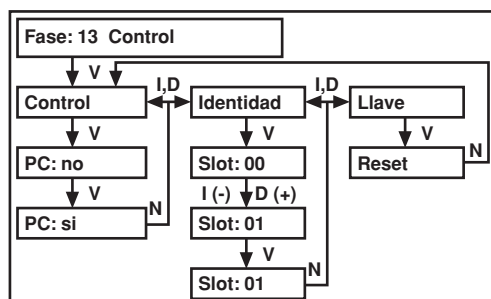 Fase: 13 Control
V
I,D
I,D
Control
Identidad
Llave
V
V
V
PC: no
Slot: 00
Reset
N
V
I (-)
D (+)
PC: si
N
Slot: 01
V
Slot: 01
N